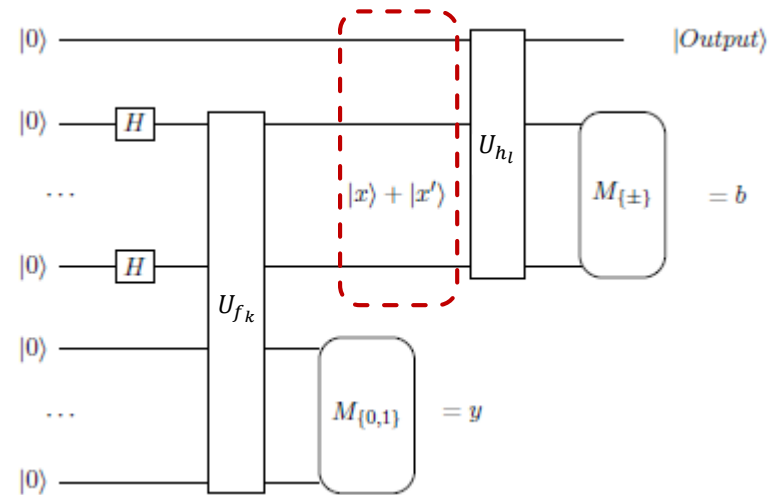 |0⟩ |Output⟩
|0⟩ H
U_{h_l}
... |x⟩ + |x′⟩ M_{{±}} = b
|0⟩ H
U_{f_k}
|0⟩
... M_{{0,1}} = y
|0⟩